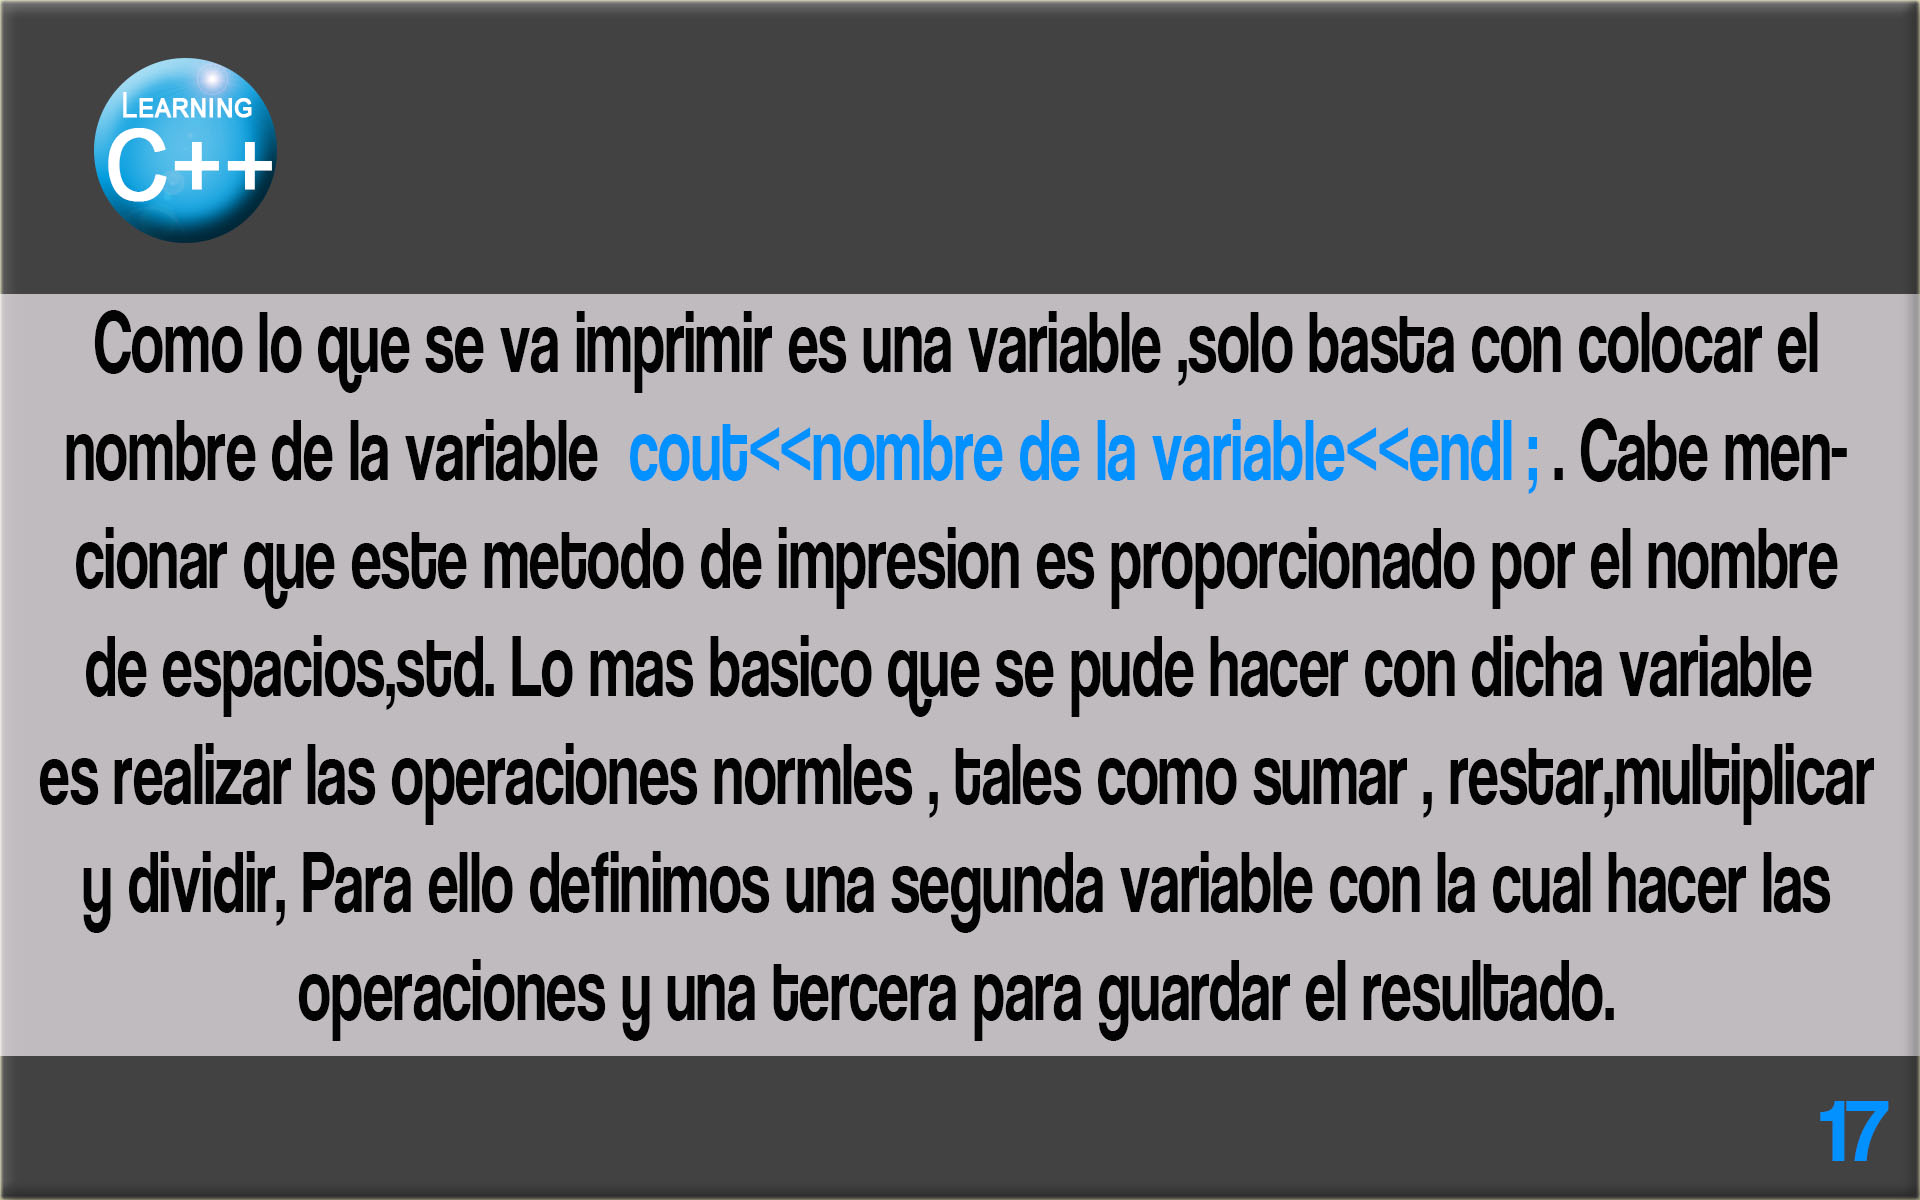 LEARNING
C++
Como lo que se va imprimir es una variable ,solo basta con colocar el
nombre de la variable cout<<nombre de la variable<<endl ; . Cabe men-
cionar que este metodo de impresion es proporcionado por el nombre
de espacios,std. Lo mas basico que se pude hacer con dicha variable
es realizar las operaciones normles , tales como sumar , restar,multiplicar
y dividir, Para ello definimos una segunda variable con la cual hacer las
operaciones y una tercera para guardar el resultado.
17